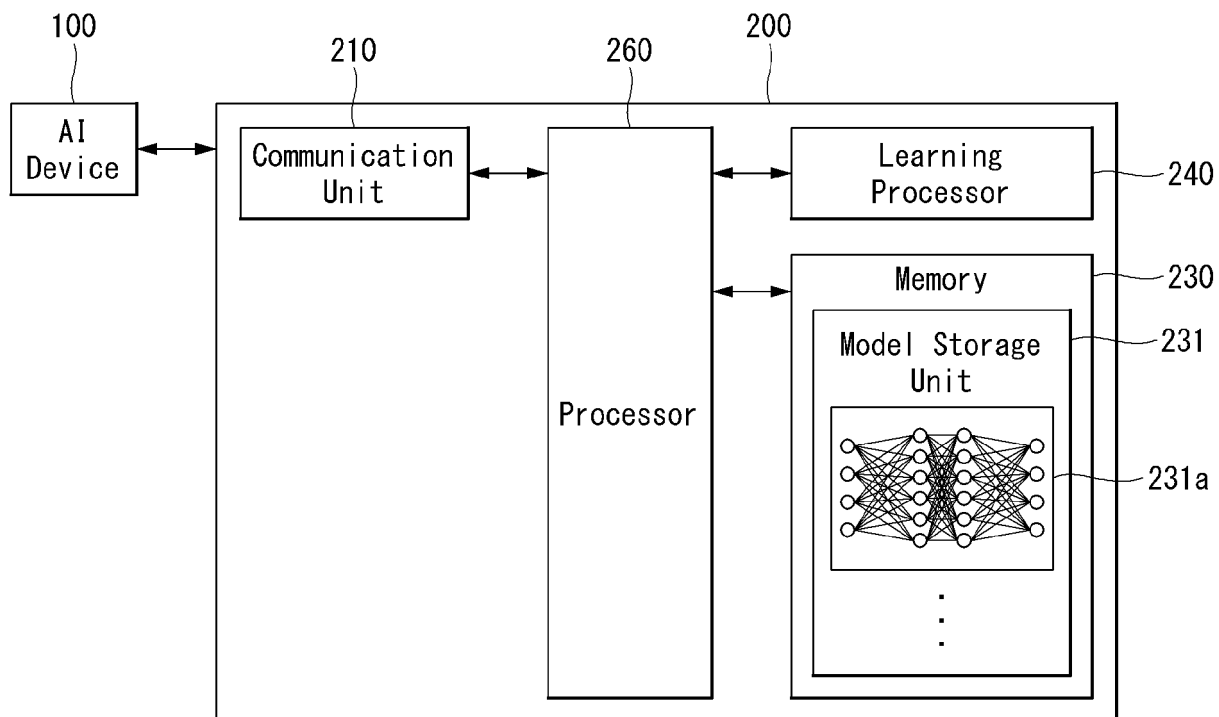 100
210
260
200
AI
Device
Communication
Unit
Learning
Processor
240
Memory
230
Model Storage
Unit
231
Processor
231a